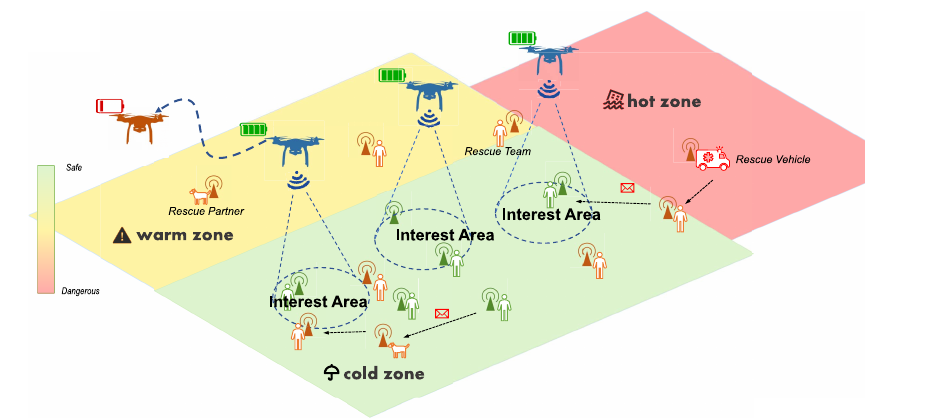 hot zone
Rescue Team
Rescue Vehicle
Safe
Rescue Partner
Interest Area
warm zone
Interest Area
Dangerous
Interest Area
cold zone